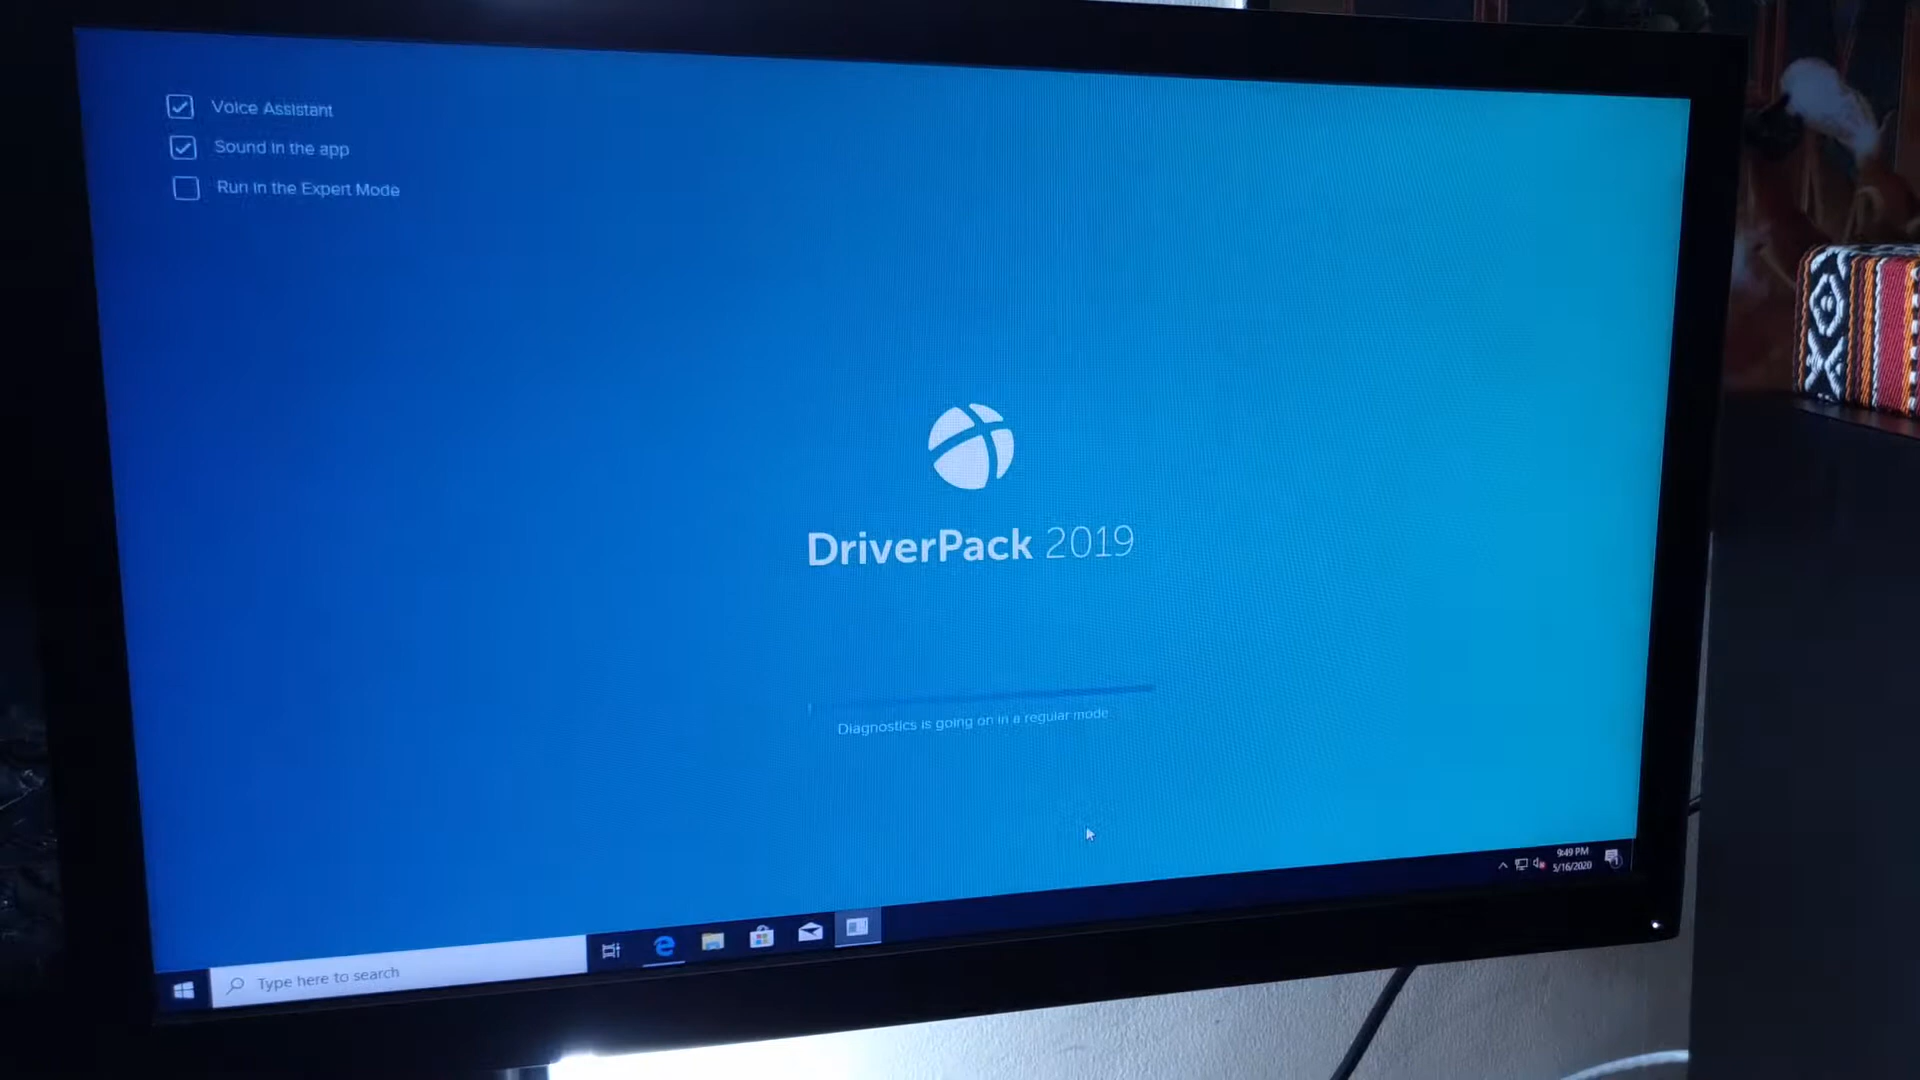 Voice Assistant
Sound in the app
Run in the Expert Mode
DriverPack 2019
Diagnostics is going on in a regular mode
9:49 PM
5/16/2020
Type here to search